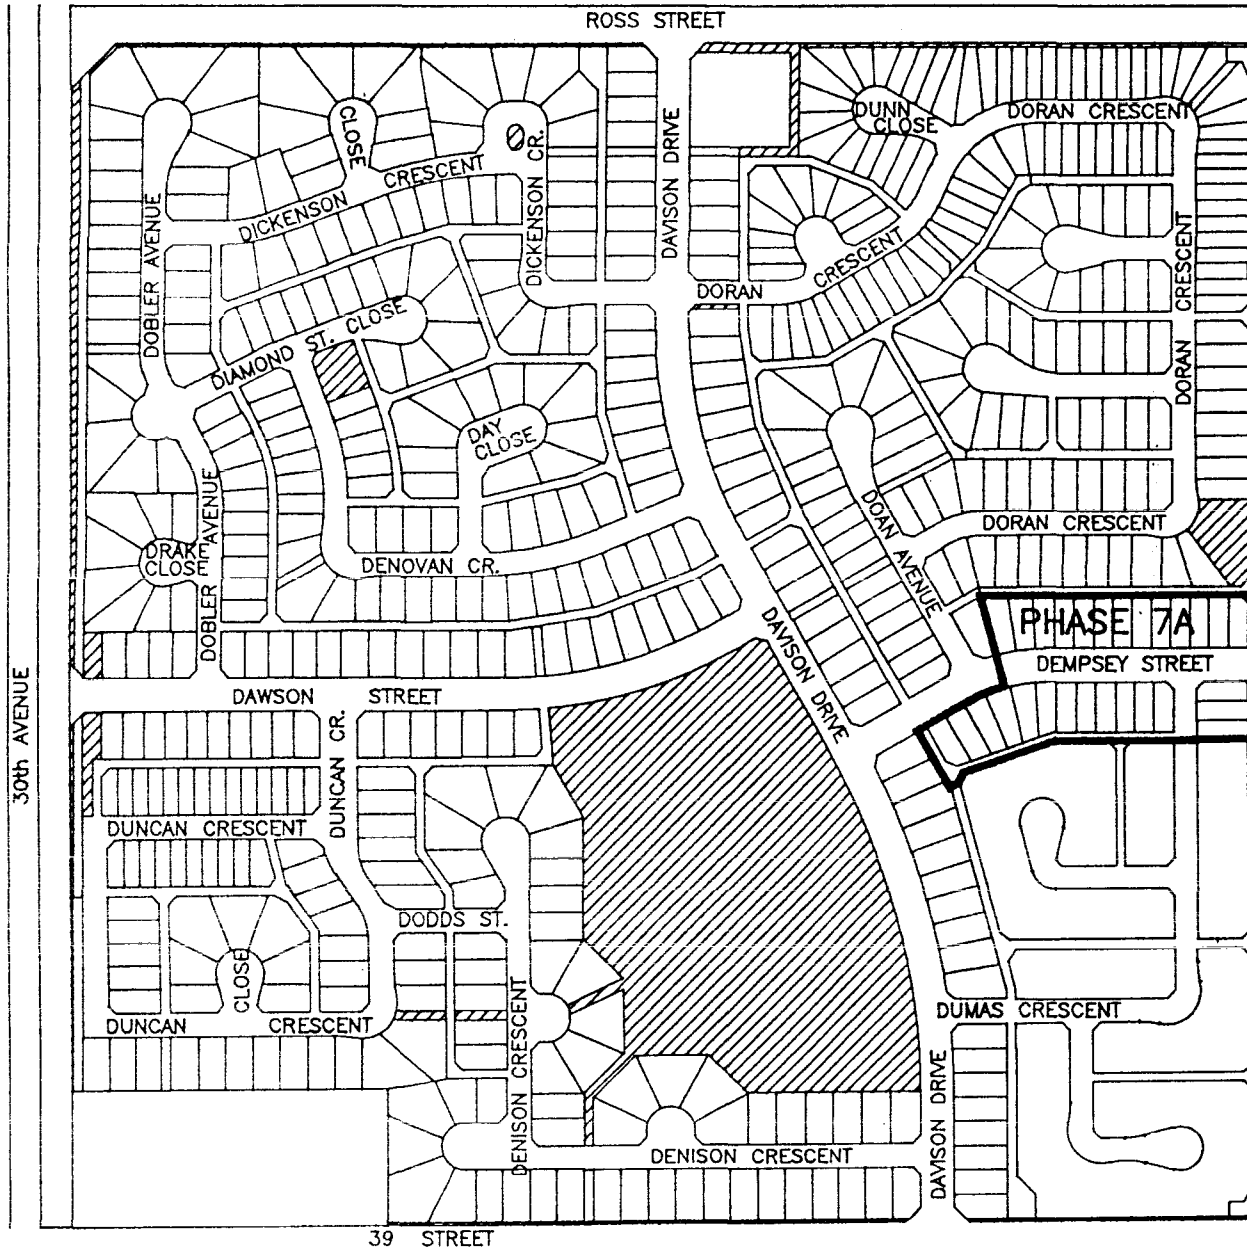 ROSS STREET
CLOSE
DUNN
CLOSE
DORAN CRESCENT
DAVISON DRIVE
DICKENSON CR.
DICKENSON CRESCENT
DOBLER AVENUE
DICKENSON CR.
DORAN CRESCENT
DORAN CRESCENT
DIAMOND ST. CLOSE
DORAN
DAY
CLOSE
DOBLER AVENUE
DOAN AVENUE
DORAN CRESCENT
DRAKE
CLOSE
DENOVAN CR.
PHASE 7A
DEMPSEY STREET
DAVISON DRIVE
DAWSON STREET
30th AVENUE
DUNCAN CR.
DUNCAN CRESCENT
DODDS ST.
CLOSE
DENISON CRESCENT
DUNCAN CRESCENT
DUMAS CRESCENT
DAVISON DRIVE
DENISON CRESCENT
39 STREET